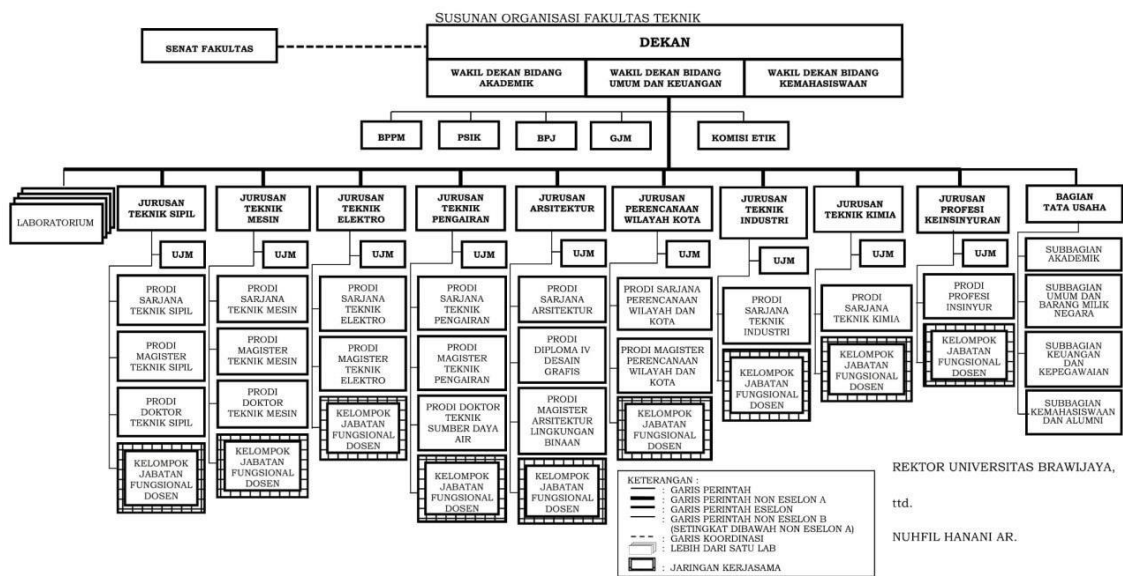 SUSUNAN ORGANISASI FAKULTAS TEKNIK
SENAT FAKULTAS
DEKAN
WAKIL DEKAN BIDANG
AKADEMIK
WAKIL DEKAN BIDANG
UMUM DAN KEUANGAN
WAKIL DEKAN BIDANG
KEMAHASISWAAN
BPPM
PSIK
BPJ
GJM
KOMISI ETIK
LABORATORIUM
JURUSAN
TEKNIK SIPIL
UJM
PRODI
SARJANA
TEKNIK SIPIL
PRODI
MAGISTER
TEKNIK SIPIL
PRODI
DOKTOR
TEKNIK SIPIL
KELOMPOK
JABATAN
FUNGSIONAL
DOSEN
JURUSAN
TEKNIK
MESIN
UJM
PRODI
SARJANA
TEKNIK MESIN
PRODI
MAGISTER
TEKNIK MESIN
PRODI
DOKTOR
TEKNIK MESIN
KELOMPOK
JABATAN
FUNGSIONAL
DOSEN
JURUSAN
TEKNIK
ELEKTRO
UJM
PRODI
SARJANA
TEKNIK
ELEKTRO
PRODI
MAGISTER
TEKNIK
ELEKTRO
KELOMPOK
JABATAN
FUNGSIONAL
DOSEN
JURUSAN
TEKNIK
PENGAIRAN
UJM
PRODI
SARJANA
TEKNIK
PENGAIRAN
PRODI
MAGISTER
TEKNIK
PENGAIRAN
PRODI DOKTOR
TEKNIK
SUMBER DAYA
AIR
KELOMPOK
JABATAN
FUNGSIONAL
DOSEN
JURUSAN
ARSITEKTUR
UJM
PRODI
SARJANA
ARSITEKTUR
PRODI
DIPLOMA IV
DESAIN
GRAFIS
PRODI
MAGISTER
ARSITEKTUR
LINGKUNGAN
BINAAN
KELOMPOK
JABATAN
FUNGSIONAL
DOSEN
JURUSAN
PERENCANAAN
WILAYAH KOTA
UJM
PRODI SARJANA
PERENCANAAN
WILAYAH DAN
KOTA
PRODI MAGISTER
PERENCANAAN
WILAYAH DAN
KOTA
KELOMPOK
JABATAN
FUNGSIONAL
DOSEN
JURUSAN
TEKNIK
INDUSTRI
UJM
PRODI
SARJANA
TEKNIK
INDUSTRI
KELOMPOK
JABATAN
FUNGSIONAL
DOSEN
JURUSAN
TEKNIK KIMIA
UJM
PRODI
SARJANA
TEKNIK KIMIA
KELOMPOK
JABATAN
FUNGSIONAL
DOSEN
JURUSAN
PROFESI
KEINSINYURAN
UJM
PRODI
PROFESI
INSINYUR
KELOMPOK
JABATAN
FUNGSIONAL
DOSEN
BAGIAN
TATA USAHA
SUBBAGIAN
AKADEMIK
SUBBAGIAN
UMUM DAN
BARANG MILIK
NEGARA
SUBBAGIAN
KEUANGAN
DAN
KEPEGAWAIAN
SUBBAGIAN
KEMAHASISWAAN
DAN ALUMNI
KETERANGAN :
: GARIS PERINTAH
: GARIS PERINTAH NON ESELON A
: GARIS PERINTAH ESELON
: GARIS PERINTAH NON ESELON B
(SETINGKAT DIBAWAH NON ESELON A)
: GARIS KOORDINASI
: LEBIH DARI SATU LAB
: JARINGAN KERJASAMA
REKTOR UNIVERSITAS BRAWIJAYA,
ttd.
NUHFIL HANANI AR.